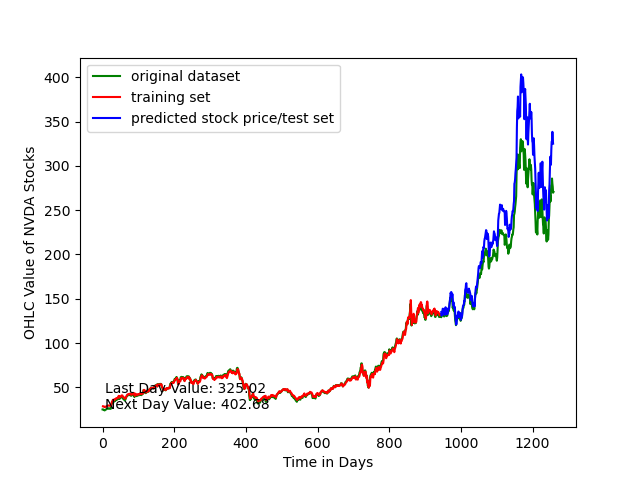 original dataset
training set
predicted stock price/test set
OHLC Value of NVDA Stocks
400
350
300
250
200
150
100
50
Last Day Value: 325.02
Next Day Value: 402.68
0 200 400 600 800 1000 1200
Time in Days